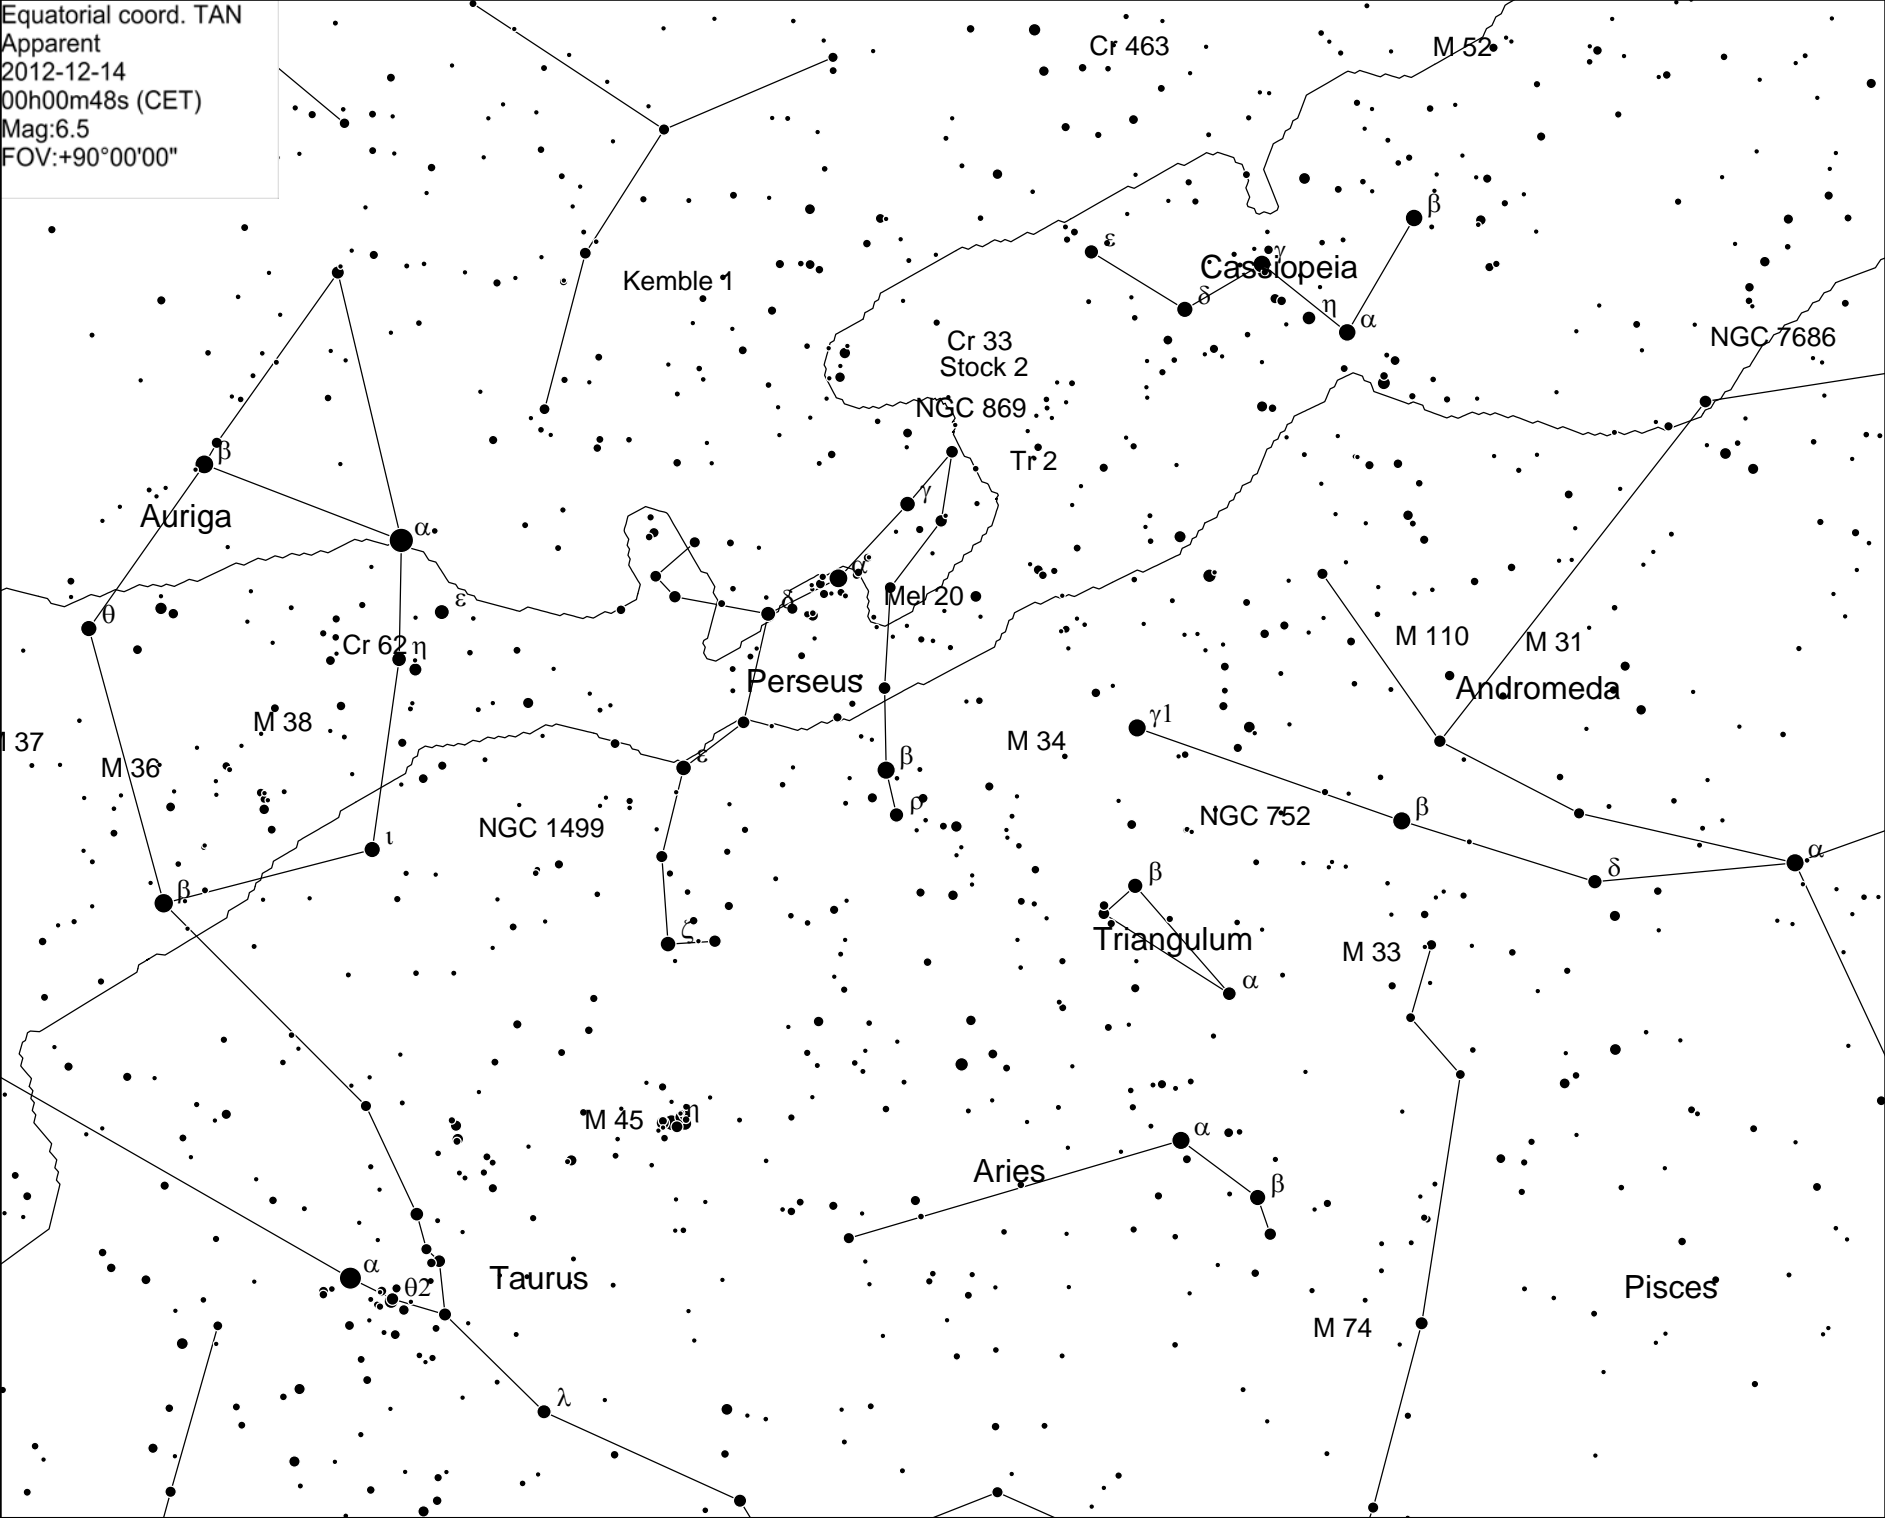 Equatorial coord. TAN
Apparent
2012-12-14
00h00m48s (CET)
Mag:6.5
FOV:+90°00'00"
Cr 463
M 52
β
ε
γ
Cassiopeia
Kemble 1
δ
η
α
Cr 33
NGC 7686
Stock 2
NGC 869
β
Tr 2
γ
Auriga
α
α
Mel 20
ε
δ
θ
M 110
M 31
Cr 62
η
Perseus
Andromeda
γ1
M 38
M 34
37
M 36
β
ε
ρ
NGC 752
β
NGC 1499
ι
α
β
δ
β
ζ
Triangulum
M 33
α
M 45
η
α
Aries
β
α
Taurus
θ2
Pisces
M 74
λ